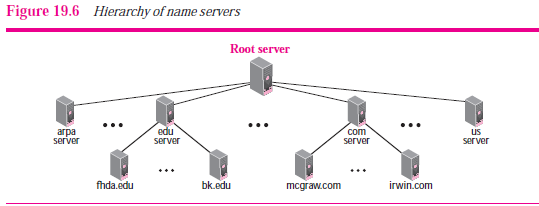 Figure 19.6 Hierarchy of name servers
Root server
arpa server
edu server
com server
us server
fhda.edu
bk.edu
mcgraw.com
irwin.com